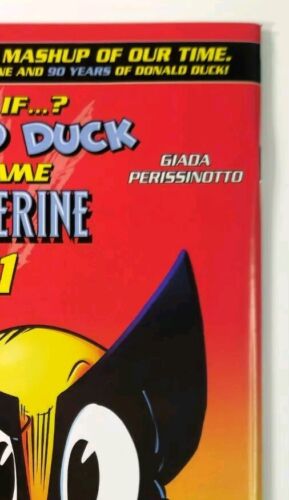 MASHUP OF OUR TIME.
NE AND 90 YEARS OF DONALD DUCK!
IF...?
D DUCK
AME
ERINE
1
GIADA
PERISSINOTTO